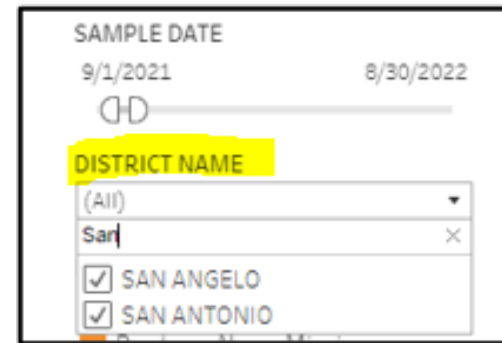 SAMPLE DATE
9/1/2021 8/30/2022
DISTRICT NAME
(All)
San
SAN ANGELO
SAN ANTONIO